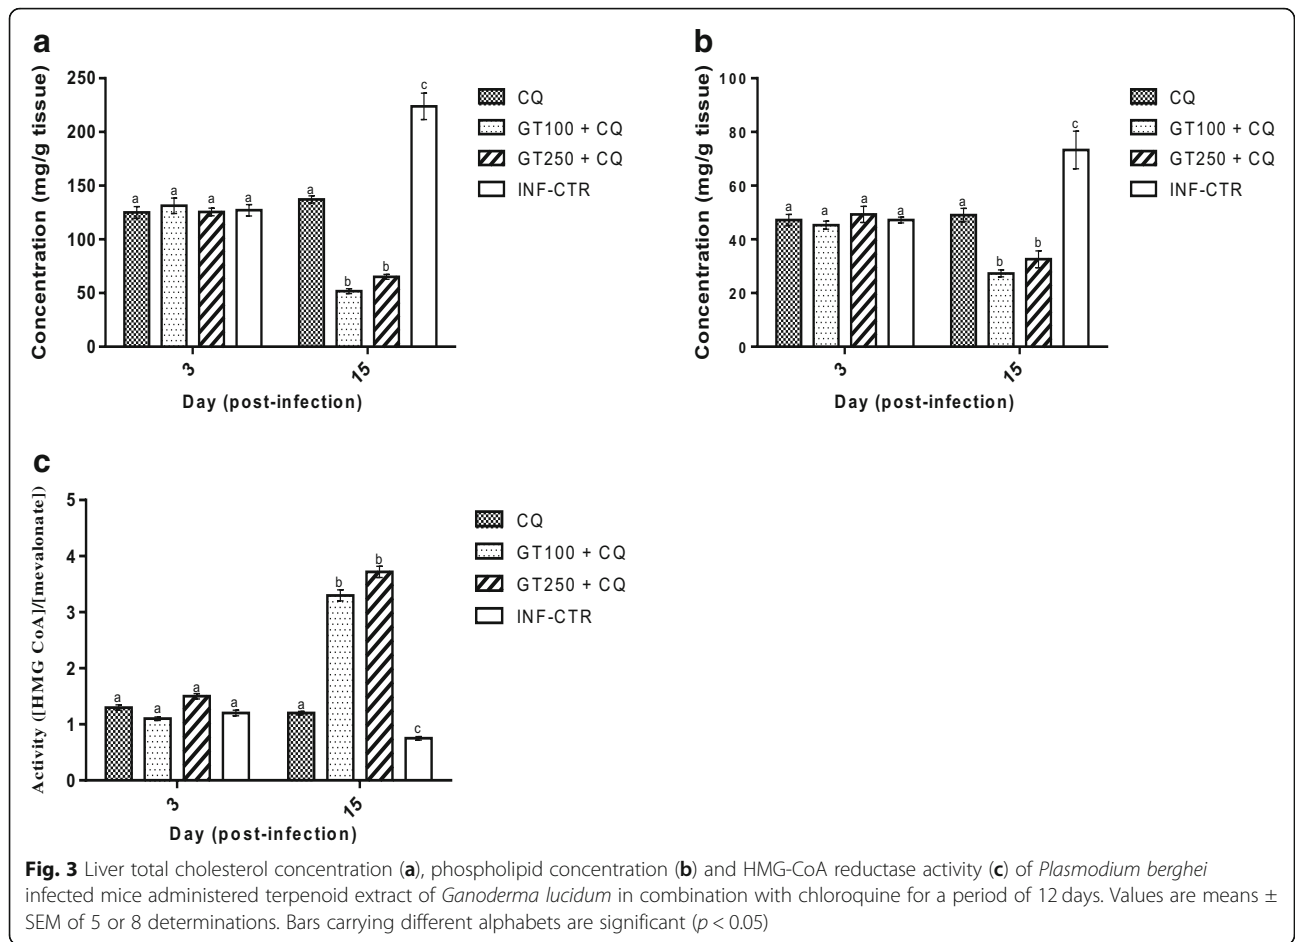 a
Concentration (mg/g tissue)
250
200
150
100
50
0
a
a
a
a
a
b
b
c
3
15
Day (post-infection)
CQ
GT100 + CQ
GT250 + CQ
INF-CTR
b
Concentration (mg/g tissue)
100
80
60
40
20
0
a
a
a
a
a
b
b
c
3
15
Day (post-infection)
CQ
GT100 + CQ
GT250 + CQ
INF-CTR
c
Activity ([HMG CoA]/[mevalonate])
5
4
3
2
1
0
a
a
a
a
a
b
b
c
3
15
Day (post-infection)
CQ
GT100 + CQ
GT250 + CQ
INF-CTR
Fig. 3 Liver total cholesterol concentration (a), phospholipid concentration (b) and HMG-CoA reductase activity (c) of Plasmodium berghei
infected mice administered terpenoid extract of Ganoderma lucidum in combination with chloroquine for a period of 12 days. Values are means ±
SEM of 5 or 8 determinations. Bars carrying different alphabets are significant (p < 0.05)